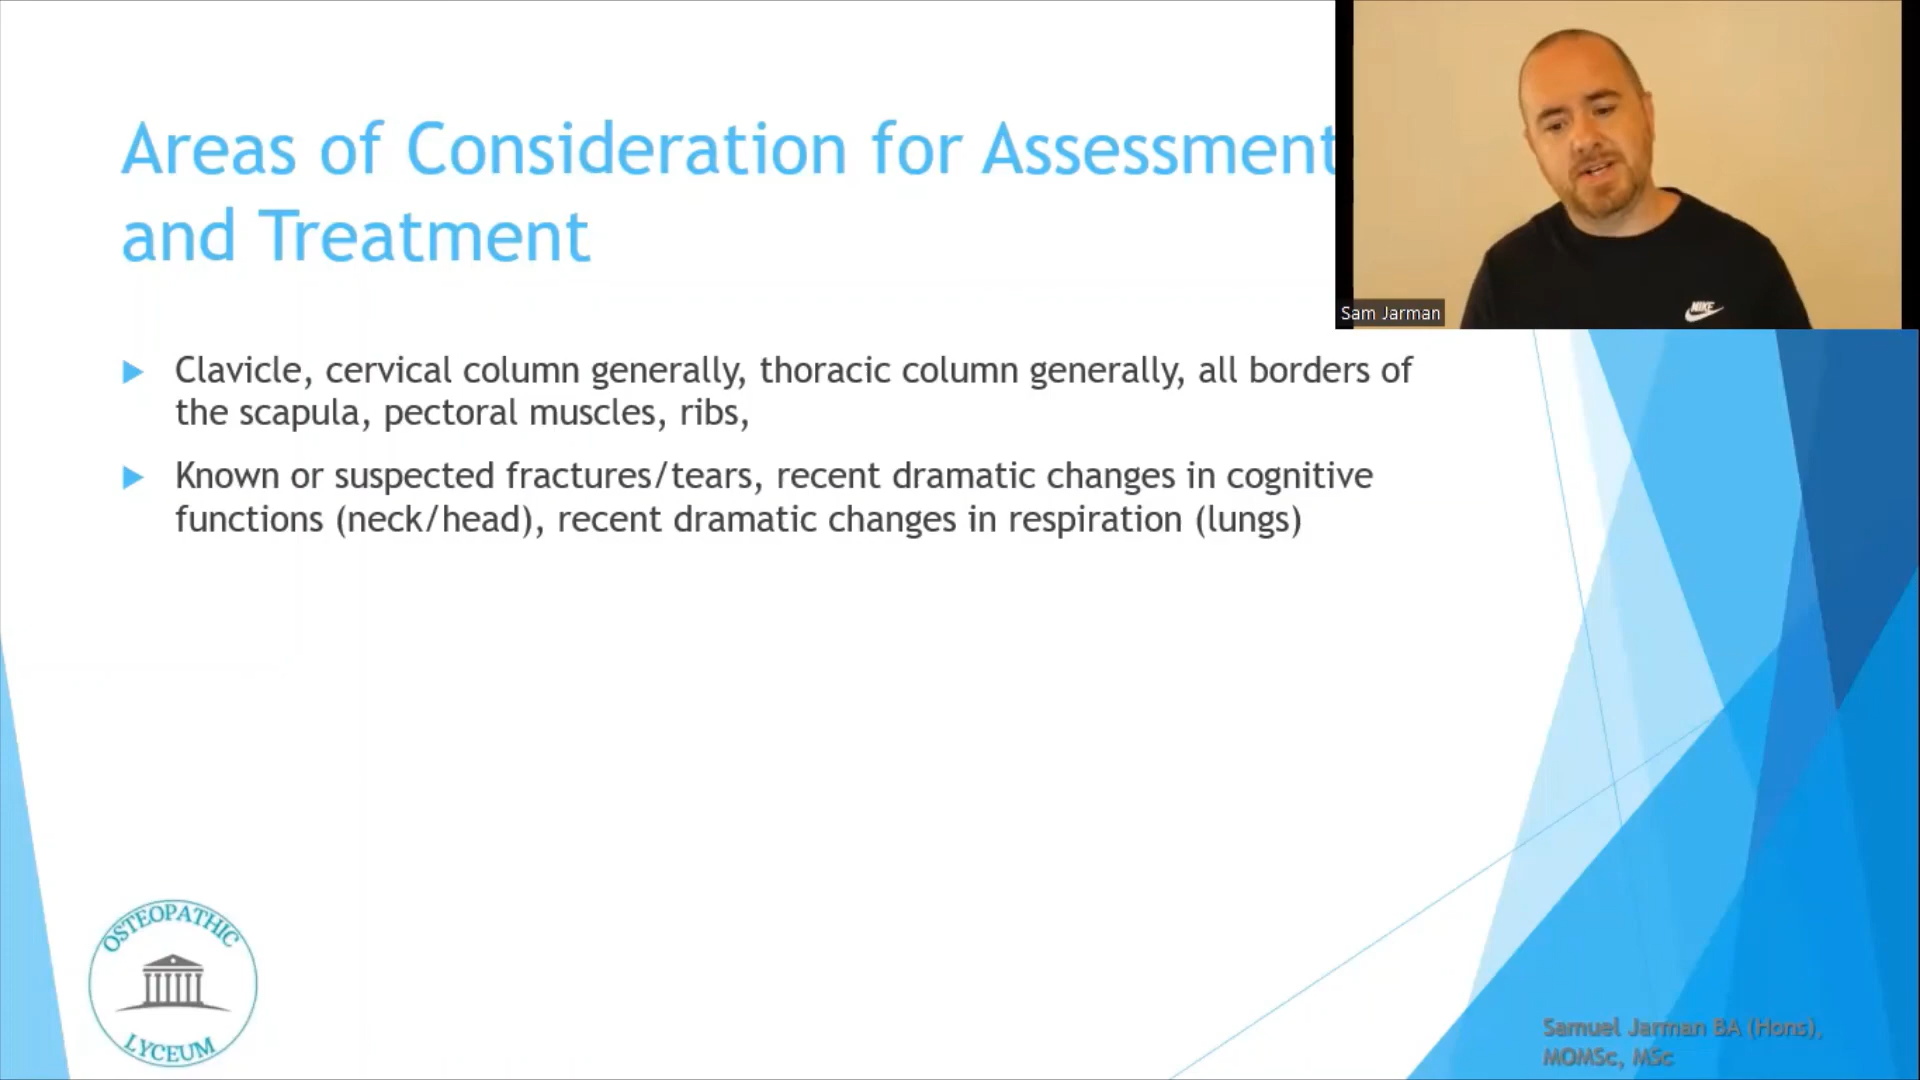 Areas of Consideration for Assessment
and Treatment
Clavicle, cervical column generally, thoracic column generally, all borders of
the scapula, pectoral muscles, ribs,
Known or suspected fractures/tears, recent dramatic changes in cognitive
functions (neck/head), recent dramatic changes in respiration (lungs)
NIKE
Sam Jarman
OSTEOPATHIC
LYCEUM
Samuel Jarman BA (Hons),
MOMSc, MSc